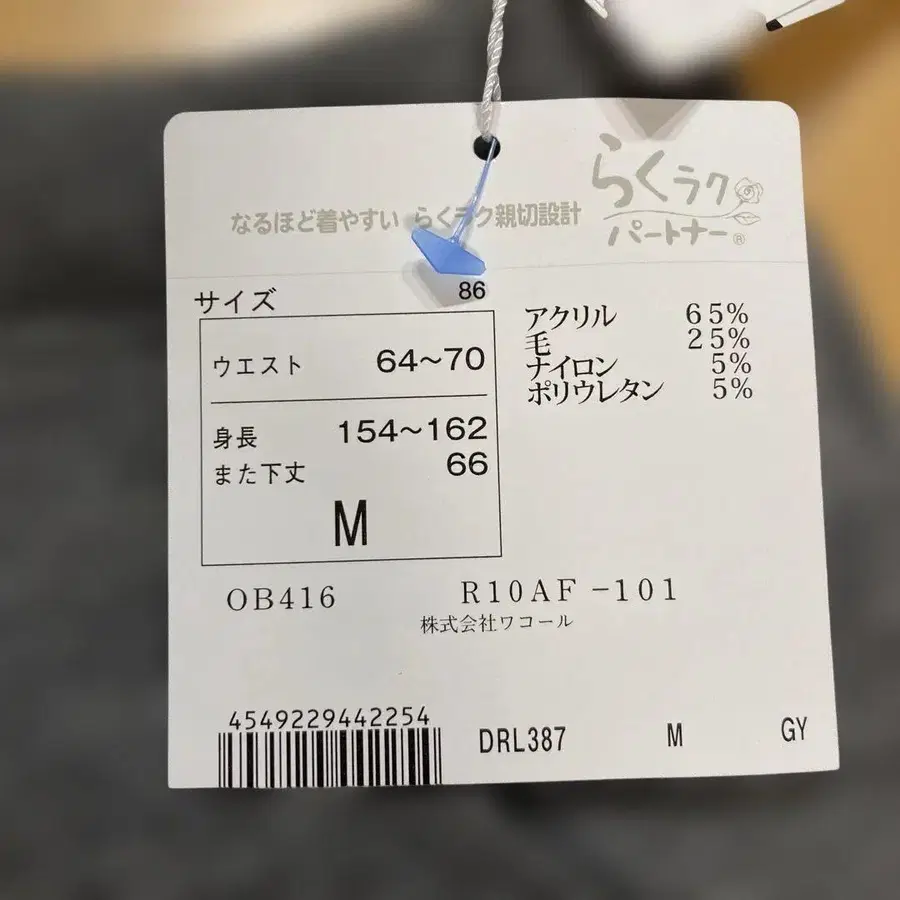 らくラク
パートナー®
なるほど着やすい らくラク親切設計
サイズ 86
ウエスト 64~70
身長 154~162
また下丈 66
M
アクリル 65%
毛 25%
ナイロン 5%
ポリウレタン 5%
OB416 R10AF-101
株式会社ワコール
4549229442254
DRL387 M GY